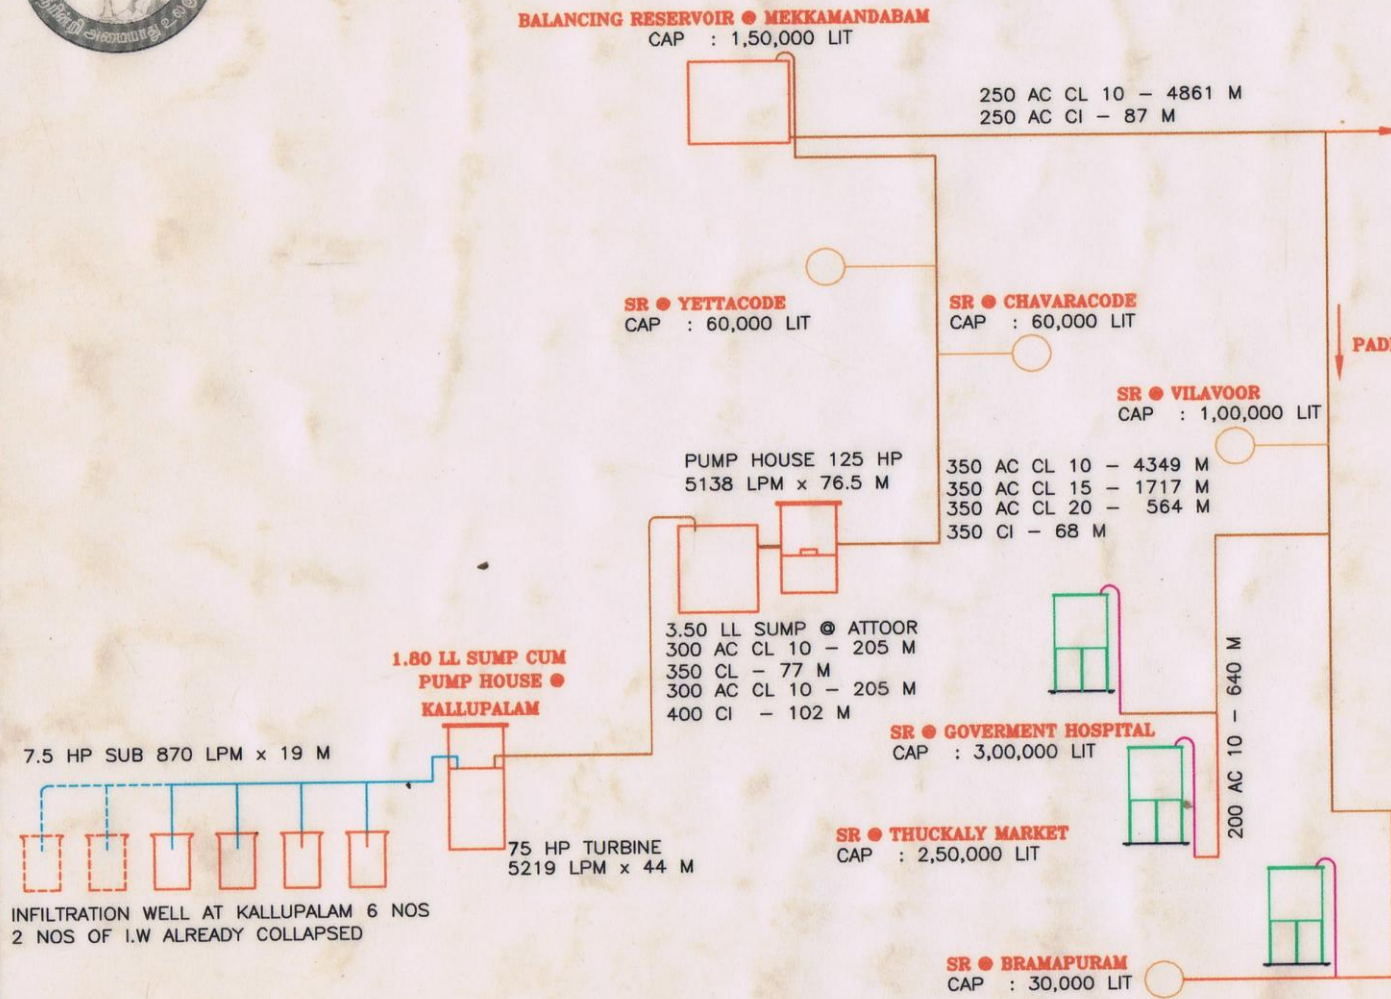 BALANCING RESERVOIR ● MEKKAMANDABAM
CAP : 1,50,000 LIT
250 AC CL 10 – 4861 M
250 AC CI – 87 M
SR ● YETTACODE
CAP : 60,000 LIT
SR ● CHAVARACODE
CAP : 60,000 LIT
SR ● VILAVOOR
CAP : 1,00,000 LIT
PUMP HOUSE 125 HP
5138 LPM x 76.5 M
350 AC CL 10 – 4349 M
350 AC CL 15 – 1717 M
350 AC CL 20 – 564 M
350 CI – 68 M
3.50 LL SUMP @ ATTOOR
300 AC CL 10 – 205 M
350 CL – 77 M
300 AC CL 10 – 205 M
400 CI – 102 M
1.80 LL SUMP CUM
PUMP HOUSE ●
KALLUPALAM
7.5 HP SUB 870 LPM x 19 M
75 HP TURBINE
5219 LPM x 44 M
INFILTRATION WELL AT KALLUPALAM 6 NOS
2 NOS OF I.W ALREADY COLLAPSED
SR ● GOVERMENT HOSPITAL
CAP : 3,00,000 LIT
200 AC 10 – 640 M
SR ● THUCKALY MARKET
CAP : 2,50,000 LIT
SR ● BRAMAPURAM
CAP : 30,000 LIT